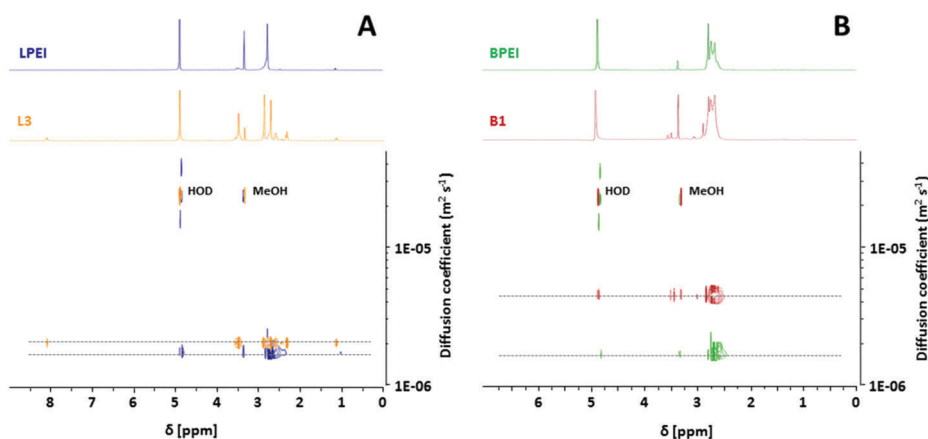 A
LPEI
L3
HOD
MeOH
1E-05
1E-06
Diffusion coefficient (m² s⁻¹)
8 7 6 5 4 3 2 1 0
δ [ppm]
B
BPEI
B1
HOD
MeOH
1E-05
1E-06
Diffusion coefficient (m² s⁻¹)
6 5 4 3 2 1 0
δ [ppm]